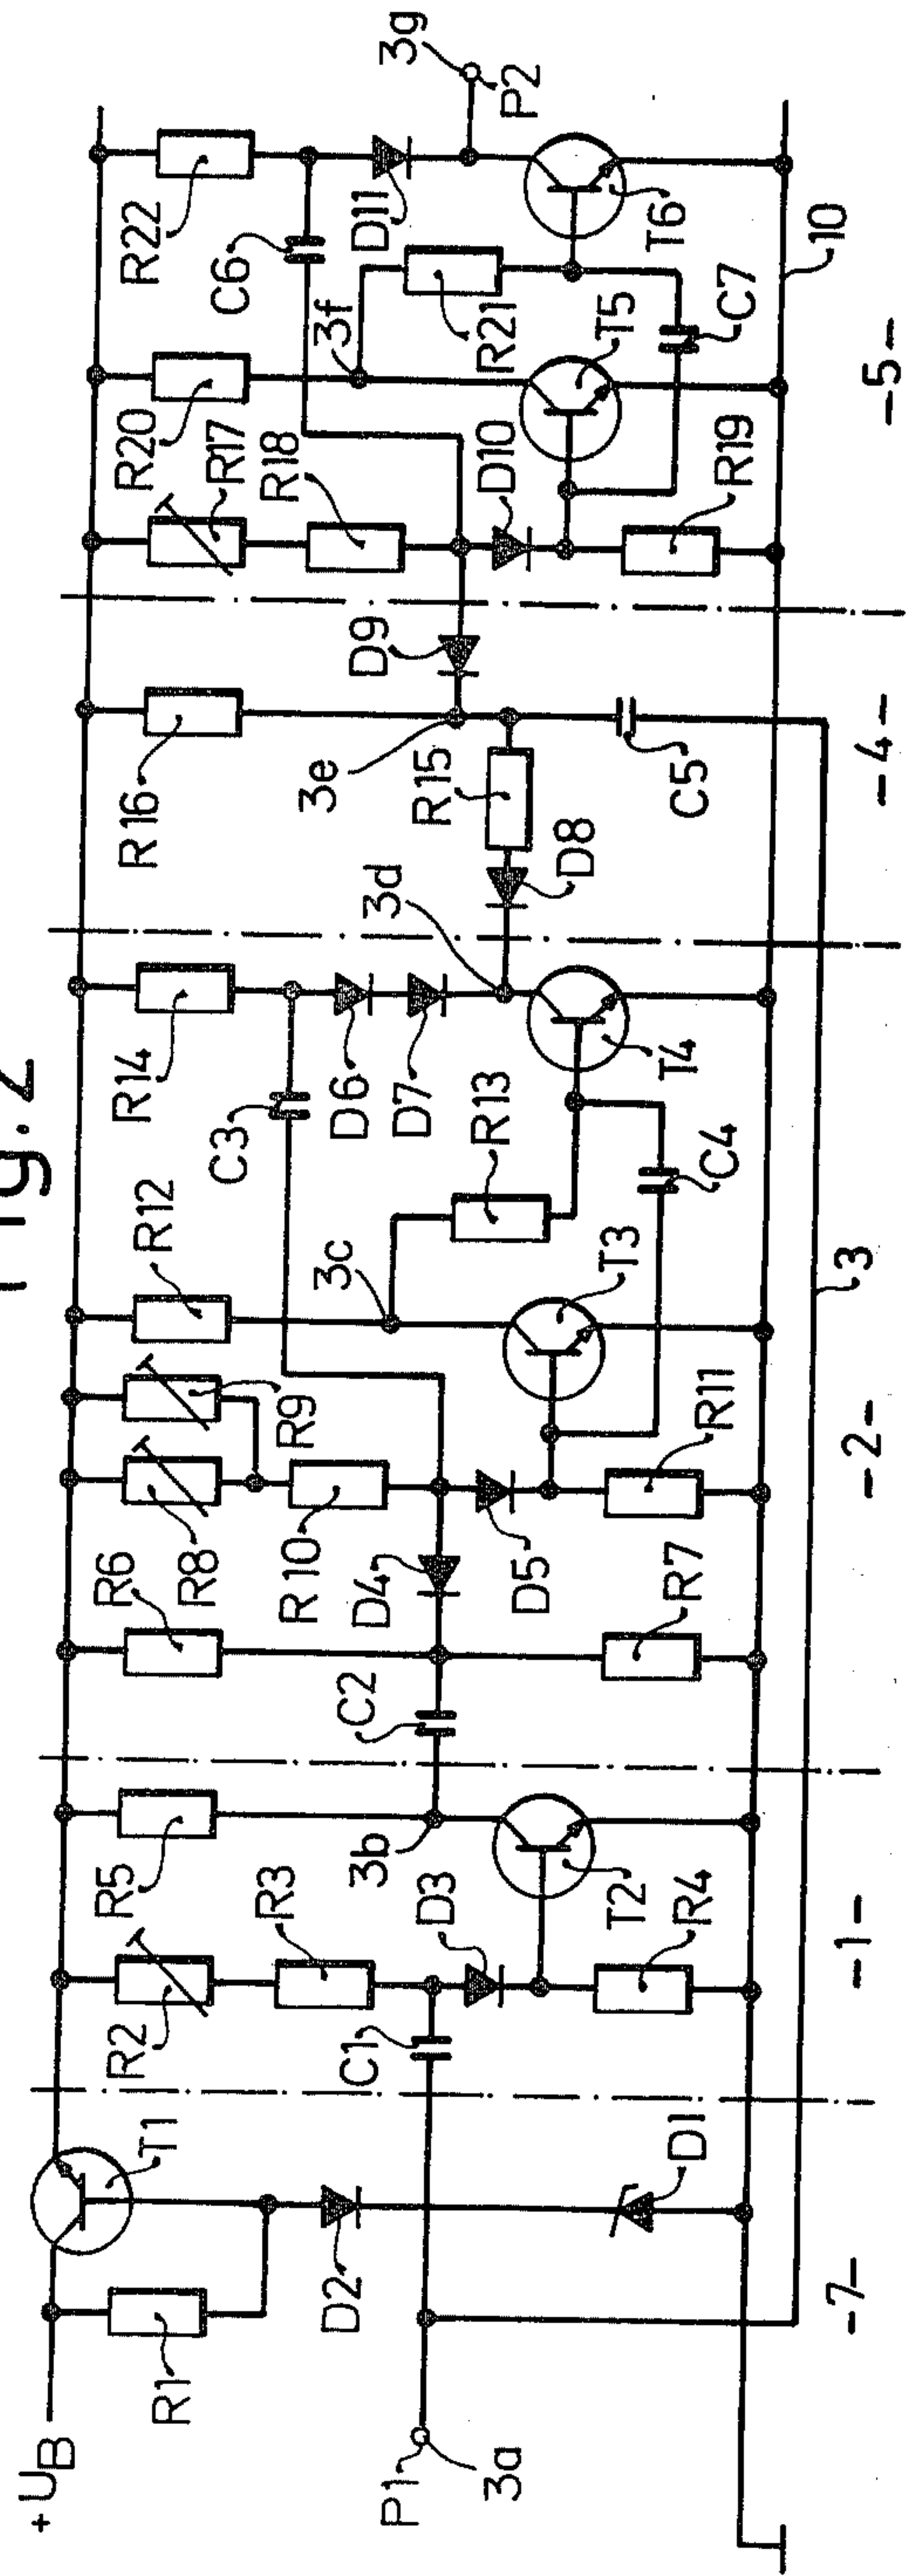 Fig.2
+UB
R1
T1
D2
D1
P1
3a
-7-
R2
R3
C1
D3
R4
R5
3b
T2
-1-
C2
R6
R7
D4
R8
R9
R10
D5
R11
R12
3c
T3
R13
C3
C4
R14
D6
D7
3d
T4
-2-
3
R16
3e
R15
D8
C5
D9
-4-
R17
R18
D10
R19
R20
3f
T5
R21
C6
C7
R22
D11
T6
3g
P2
10
-5-